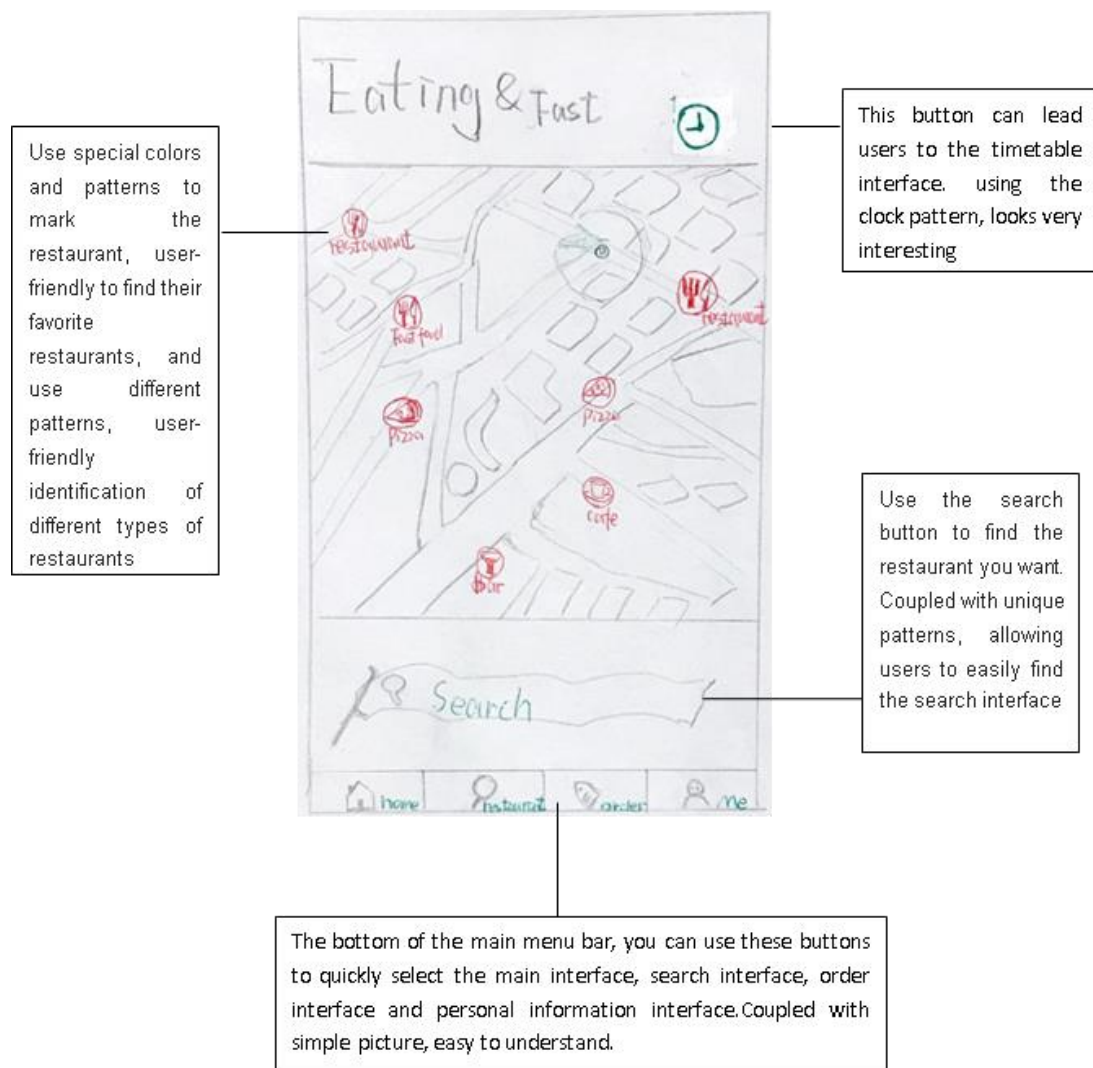 Eating & Fast
This button can lead
users to the timetable
interface. using the
clock pattern, looks very
interesting
Use special colors
and patterns to
mark the
restaurant, user-
friendly to find their
favorite
restaurants, and
use different
patterns, user-
friendly
identification of
different types of
restaurants
restaurant
restaurant
Fast food
Pizza
Pizza
cafe
Bar
Use the search
button to find the
restaurant you want.
Coupled with unique
patterns, allowing
users to easily find
the search interface
Search
home
restaurant
order
Me
The bottom of the main menu bar, you can use these buttons
to quickly select the main interface, search interface, order
interface and personal information interface.Coupled with
simple picture, easy to understand.